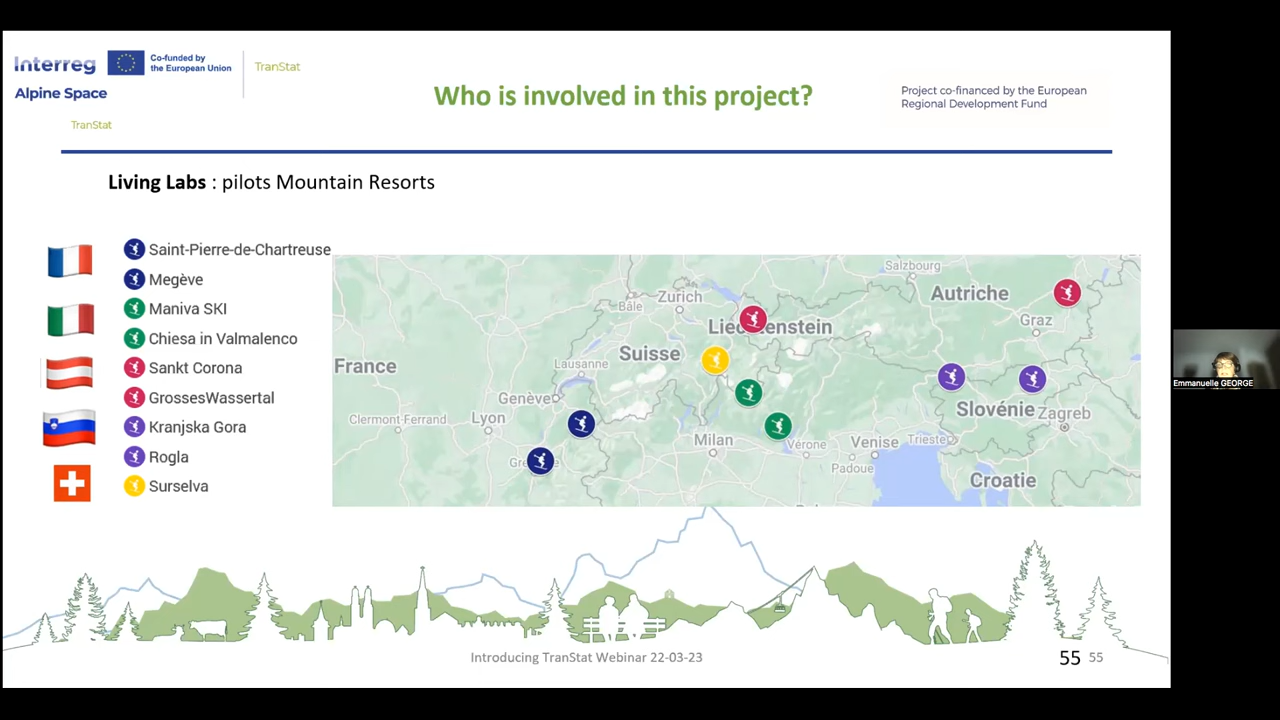 Interreg
Co-funded by
the European Union
TranStat
Alpine Space
TranStat
Who is involved in this project?
Project co-financed by the European
Regional Development Fund
Living Labs : pilots Mountain Resorts
Saint-Pierre-de-Chartreuse
Megève
Maniva SKI
Chiesa in Valmalenco
Sankt Corona
GrossesWassertal
Kranjska Gora
Rogla
Surselva
Salzbourg
Bâle
Zurich
Autriche
Graz
Suisse
France
Lausanne
Genève
Clermont-Ferrand
Lyon
Milan
Vérone
Venise
Trieste
Padoue
Slovénie
Zagreb
Croatie
Introducing TranStat Webinar 22-03-23
55 55
Emmanuelle GEORGE